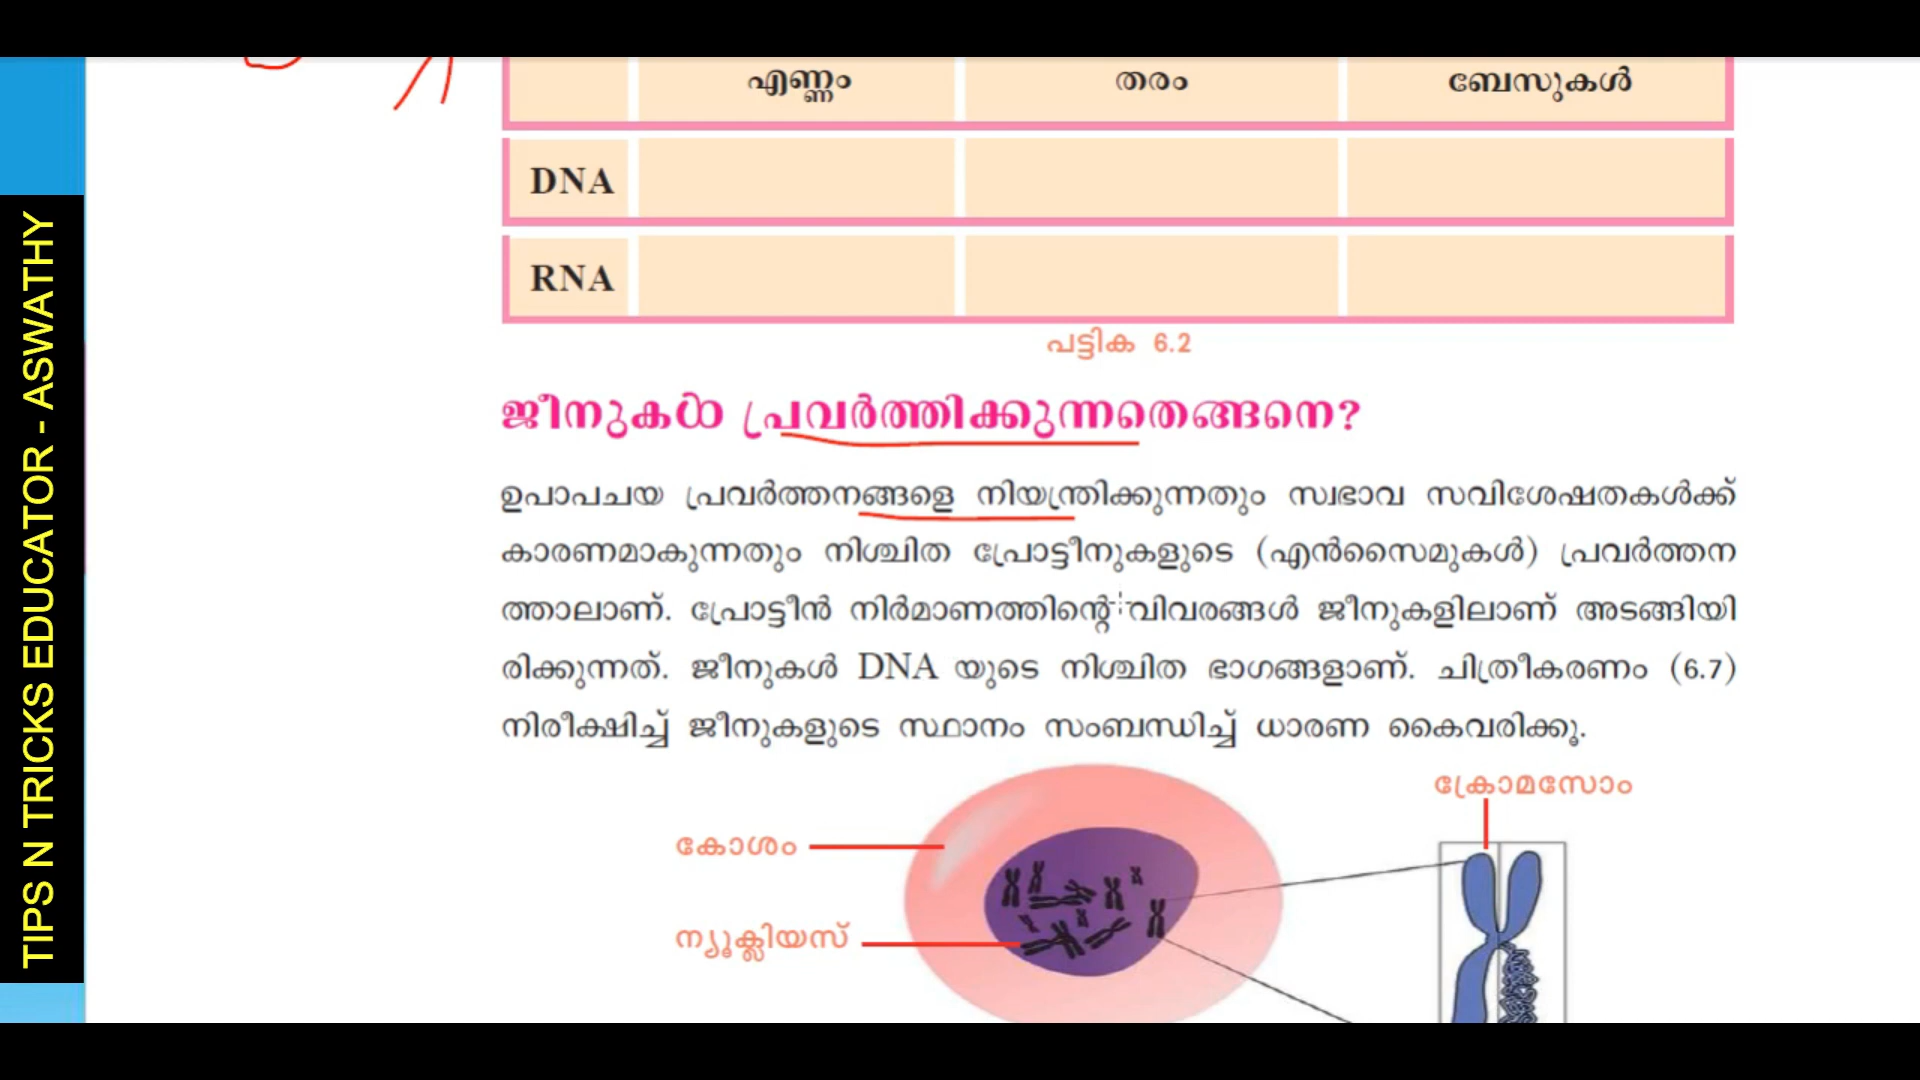 എണ്ണം തരം ബേസുകൾ
DNA
RNA
പട്ടിക 6.2
ജീനുകൾ പ്രവർത്തിക്കുന്നതെങ്ങനെ?
ഉപാപചയ പ്രവർത്തനങ്ങളെ നിയന്ത്രിക്കുന്നതും സ്വഭാവ സവിശേഷതകൾക്ക്
കാരണമാകുന്നതും നിശ്ചിത പ്രോട്ടീനുകളുടെ (എൻസൈമുകൾ) പ്രവർത്തന
ത്താലാണ്. പ്രോട്ടീൻ നിർമാണത്തിന്റെ വിവരങ്ങൾ ജീനുകളിലാണ് അടങ്ങിയി
രിക്കുന്നത്. ജീനുകൾ DNA യുടെ നിശ്ചിത ഭാഗങ്ങളാണ്. ചിത്രീകരണം (6.7)
നിരീക്ഷിച്ച് ജീനുകളുടെ സ്ഥാനം സംബന്ധിച്ച് ധാരണ കൈവരിക്കൂ.
ക്രോമസോം
കോശം
ന്യൂക്ലിയസ്
TIPS N TRICKS EDUCATOR - ASWATHY